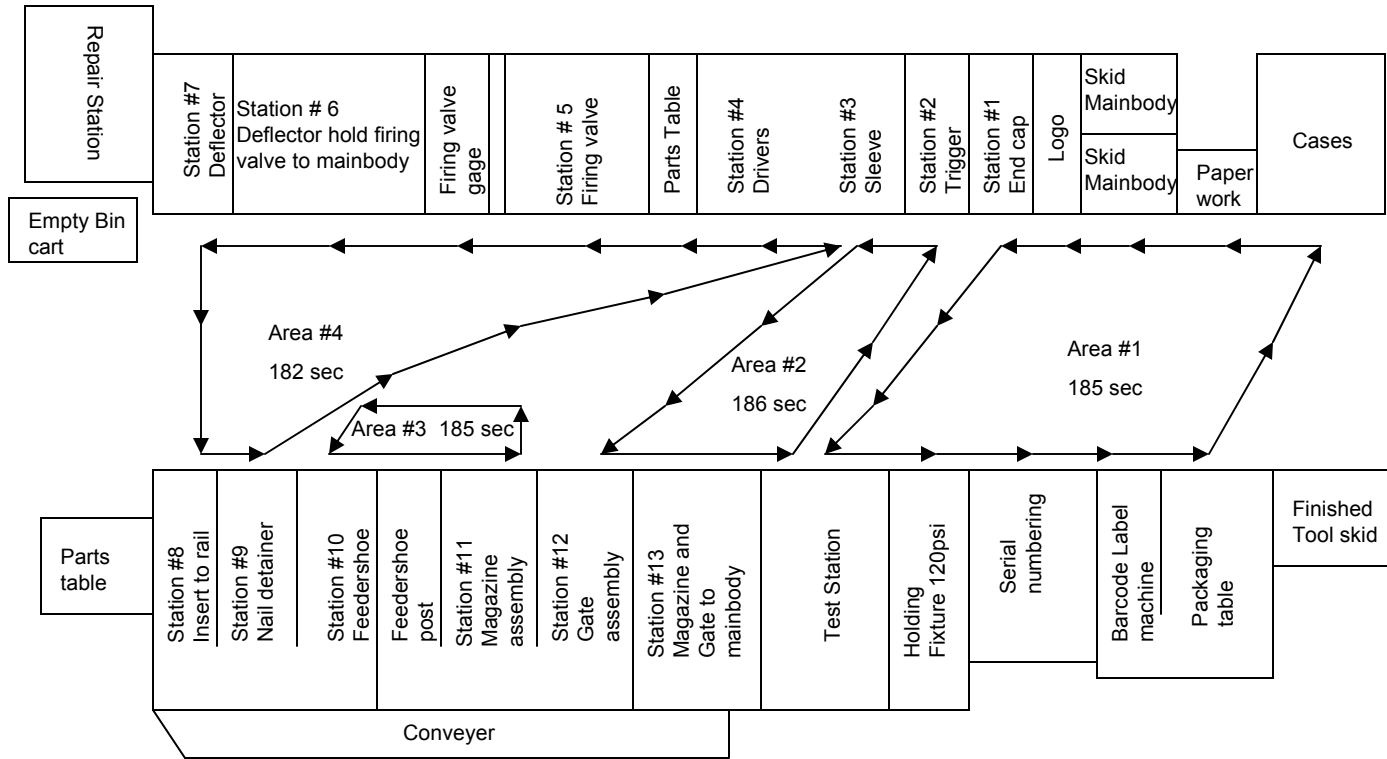 Repair Station
Station #7
Deflector
Station # 6
Deflector hold firing
valve to mainbody
Firing valve
gage
Station # 5
Firing valve
Parts Table
Station #4
Drivers
Station #3
Sleeve
Station #2
Trigger
Station #1
End cap
Logo
Skid
Mainbody
Skid
Mainbody
Paper
work
Cases
Empty Bin
cart
Area #4
182 sec
Area #3 185 sec
Area #2
186 sec
Area #1
185 sec
Parts
table
Station #8
Insert to rail
Station #9
Nail detainer
Station #10
Feedershoe
Feedershoe
post
Station #11
Magazine
assembly
Station #12
Gate
assembly
Station #13
Magazine and
Gate to
mainbody
Test Station
Holding
Fixture 120psi
Serial
numbering
Barcode Label
machine
Packaging
table
Finished
Tool skid
Conveyer